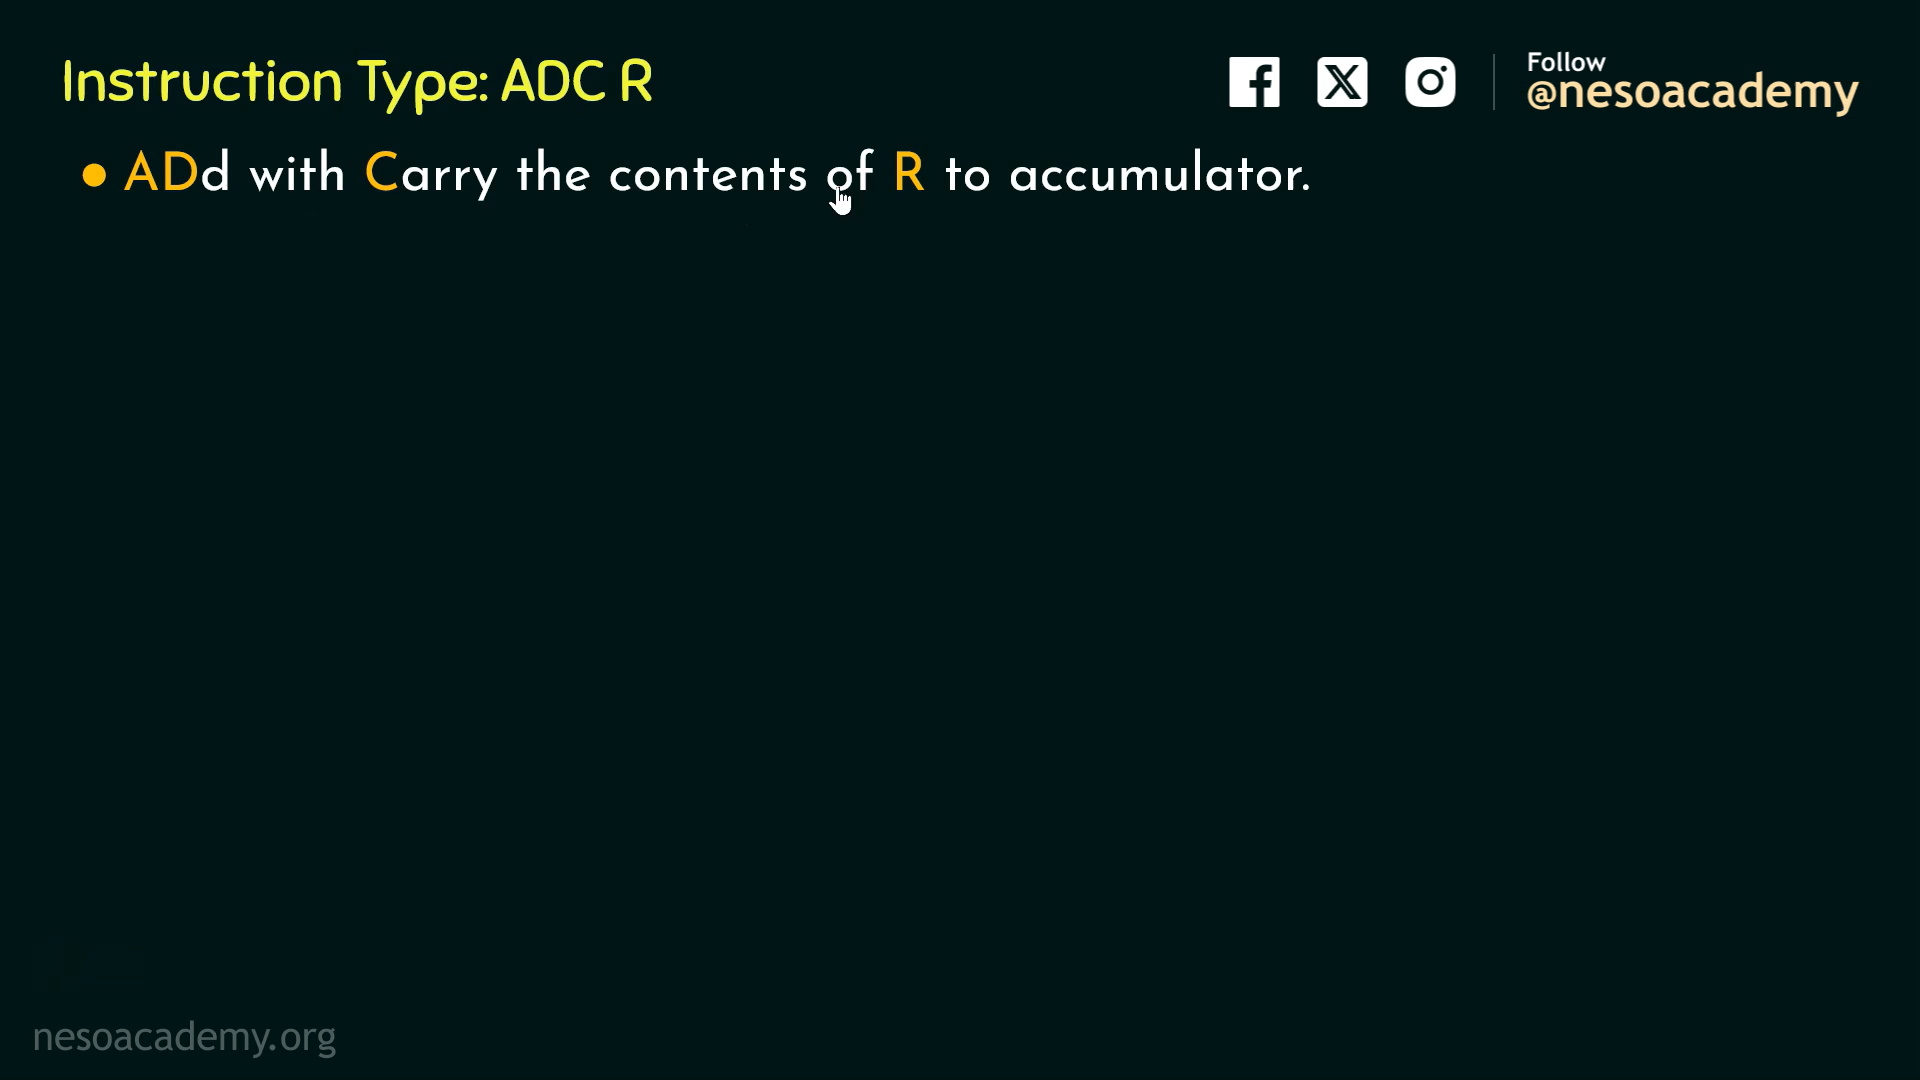 Instruction Type: ADC R
Follow
@nesoacademy
● ADd with Carry the contents of R to accumulator.
nesoacademy.org